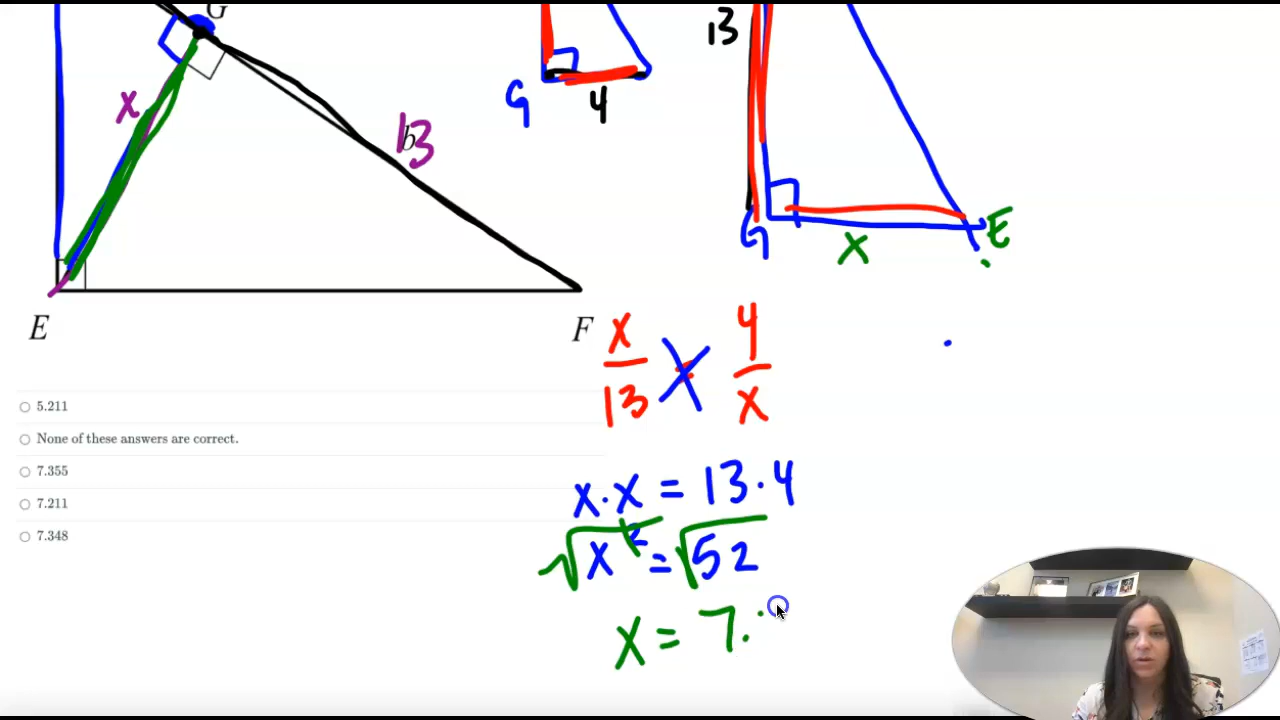 G
x
13
b
E
F
G
4
13
G
x
E
x/13 = 4/x
x·x = 13·4
√x² = √52
x = 7.
5.211
None of these answers are correct.
7.355
7.211
7.348